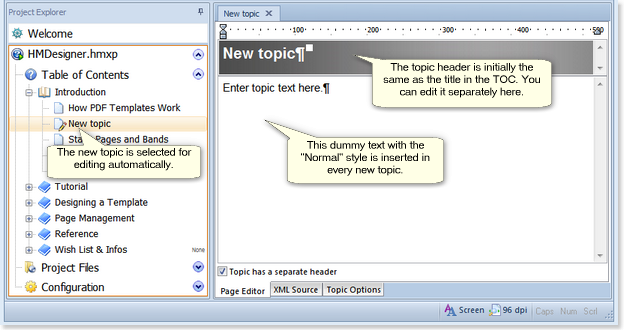 Project Explorer
Welcome
HMDesigner.hmxp
Table of Contents
Introduction
How PDF Templates Work
New topic
Pages and Bands
The new topic is selected for
editing automatically.
Tutorial
Designing a Template
Page Management
Reference
Wish List & Infos
None
Project Files
Configuration
New topic
100
200
300
400
New topic¶
The topic header is initially the
same as the title in the TOC. You
can edit it separately here.
Enter topic text here.¶
This dummy text with the
"Normal" style is inserted in
every new topic.
Topic has a separate header
Page Editor XML Source Topic Options
Screen 96 dpi Caps Num Scrl